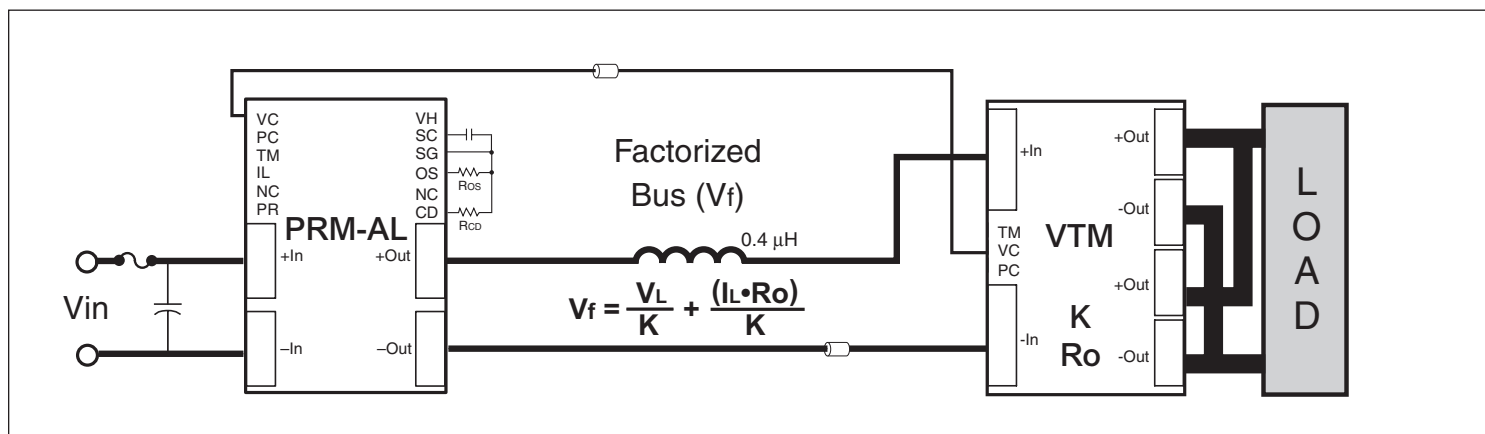 VC
PC
TM
IL
NC
PR
VH
SC
SG
OS
NC
CD
ROS
RCD
PRM-AL
+In
–In
+Out
–Out
Vin
Factorized
Bus (Vf)
0.4 µH
Vf = VL/K + (IL•Ro)/K
+In
TM
VC
PC
-In
VTM
K
Ro
+Out
-Out
+Out
-Out
LOAD